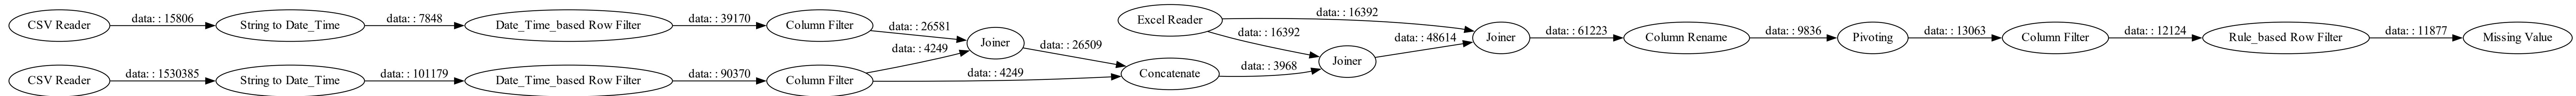 CSV Reader
data: : 15806
String to Date_Time
data: : 7848
Date_Time_based Row Filter
data: : 39170
Column Filter
data: : 26581
Joiner
data: : 26509
Excel Reader
data: : 16392
data: : 16392
Joiner
data: : 61223
Column Rename
data: : 9836
Pivoting
data: : 13063
Column Filter
data: : 12124
Rule_based Row Filter
data: : 11877
Missing Value
CSV Reader
data: : 1530385
String to Date_Time
data: : 101179
Date_Time_based Row Filter
data: : 90370
Column Filter
data: : 4249
data: : 4249
Concatenate
data: : 3968
Joiner
data: : 48614